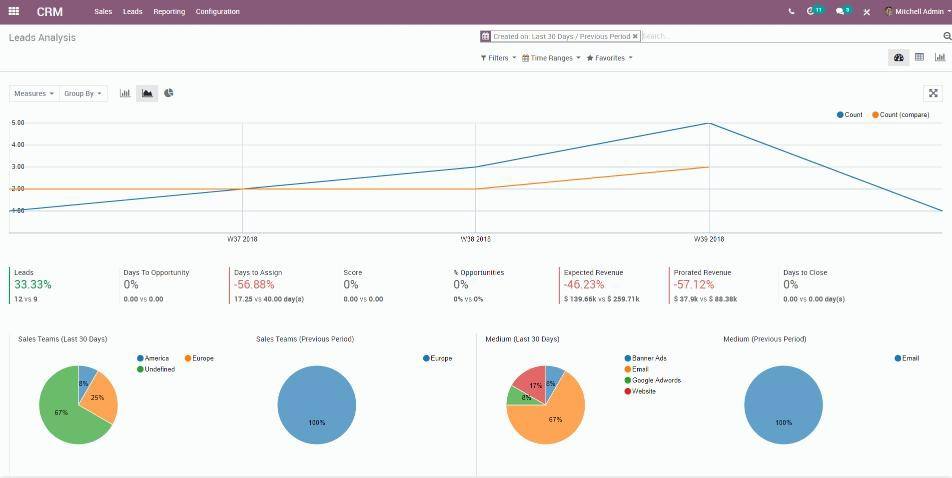 CRM Sales Leads Reporting Configuration 11 5 Mitchell Admin
Leads Analysis
Created on: Last 30 Days / Previous Period × Search...
Filters Time Ranges Favorites
Measures Group By
Count Count (compare)
5.00
4.00
3.00
2.00
1.00
W37 2018 W38 2018 W39 2018
Leads Days To Opportunity Days to Assign Score % Opportunities Expected Revenue Prorated Revenue Days to Close
33.33% 0% -56.88% 0% 0% -46.23% -57.12% 0%
12 vs 9 0.00 vs 0.00 17.25 vs 40.00 day(s) 0.00 vs 0.00 0% vs 0% $ 139.66k vs $ 259.71k $ 37.9k vs $ 88.38k 0.00 vs 0.00 day(s)
Sales Teams (Last 30 Days) Sales Teams (Previous Period) Medium (Last 30 Days) Medium (Previous Period)
America Europe
Undefined
8%
25%
67%
Europe
100%
Banner Ads
Email
Google Adwords
Website
17% 8%
8%
67%
Email
100%